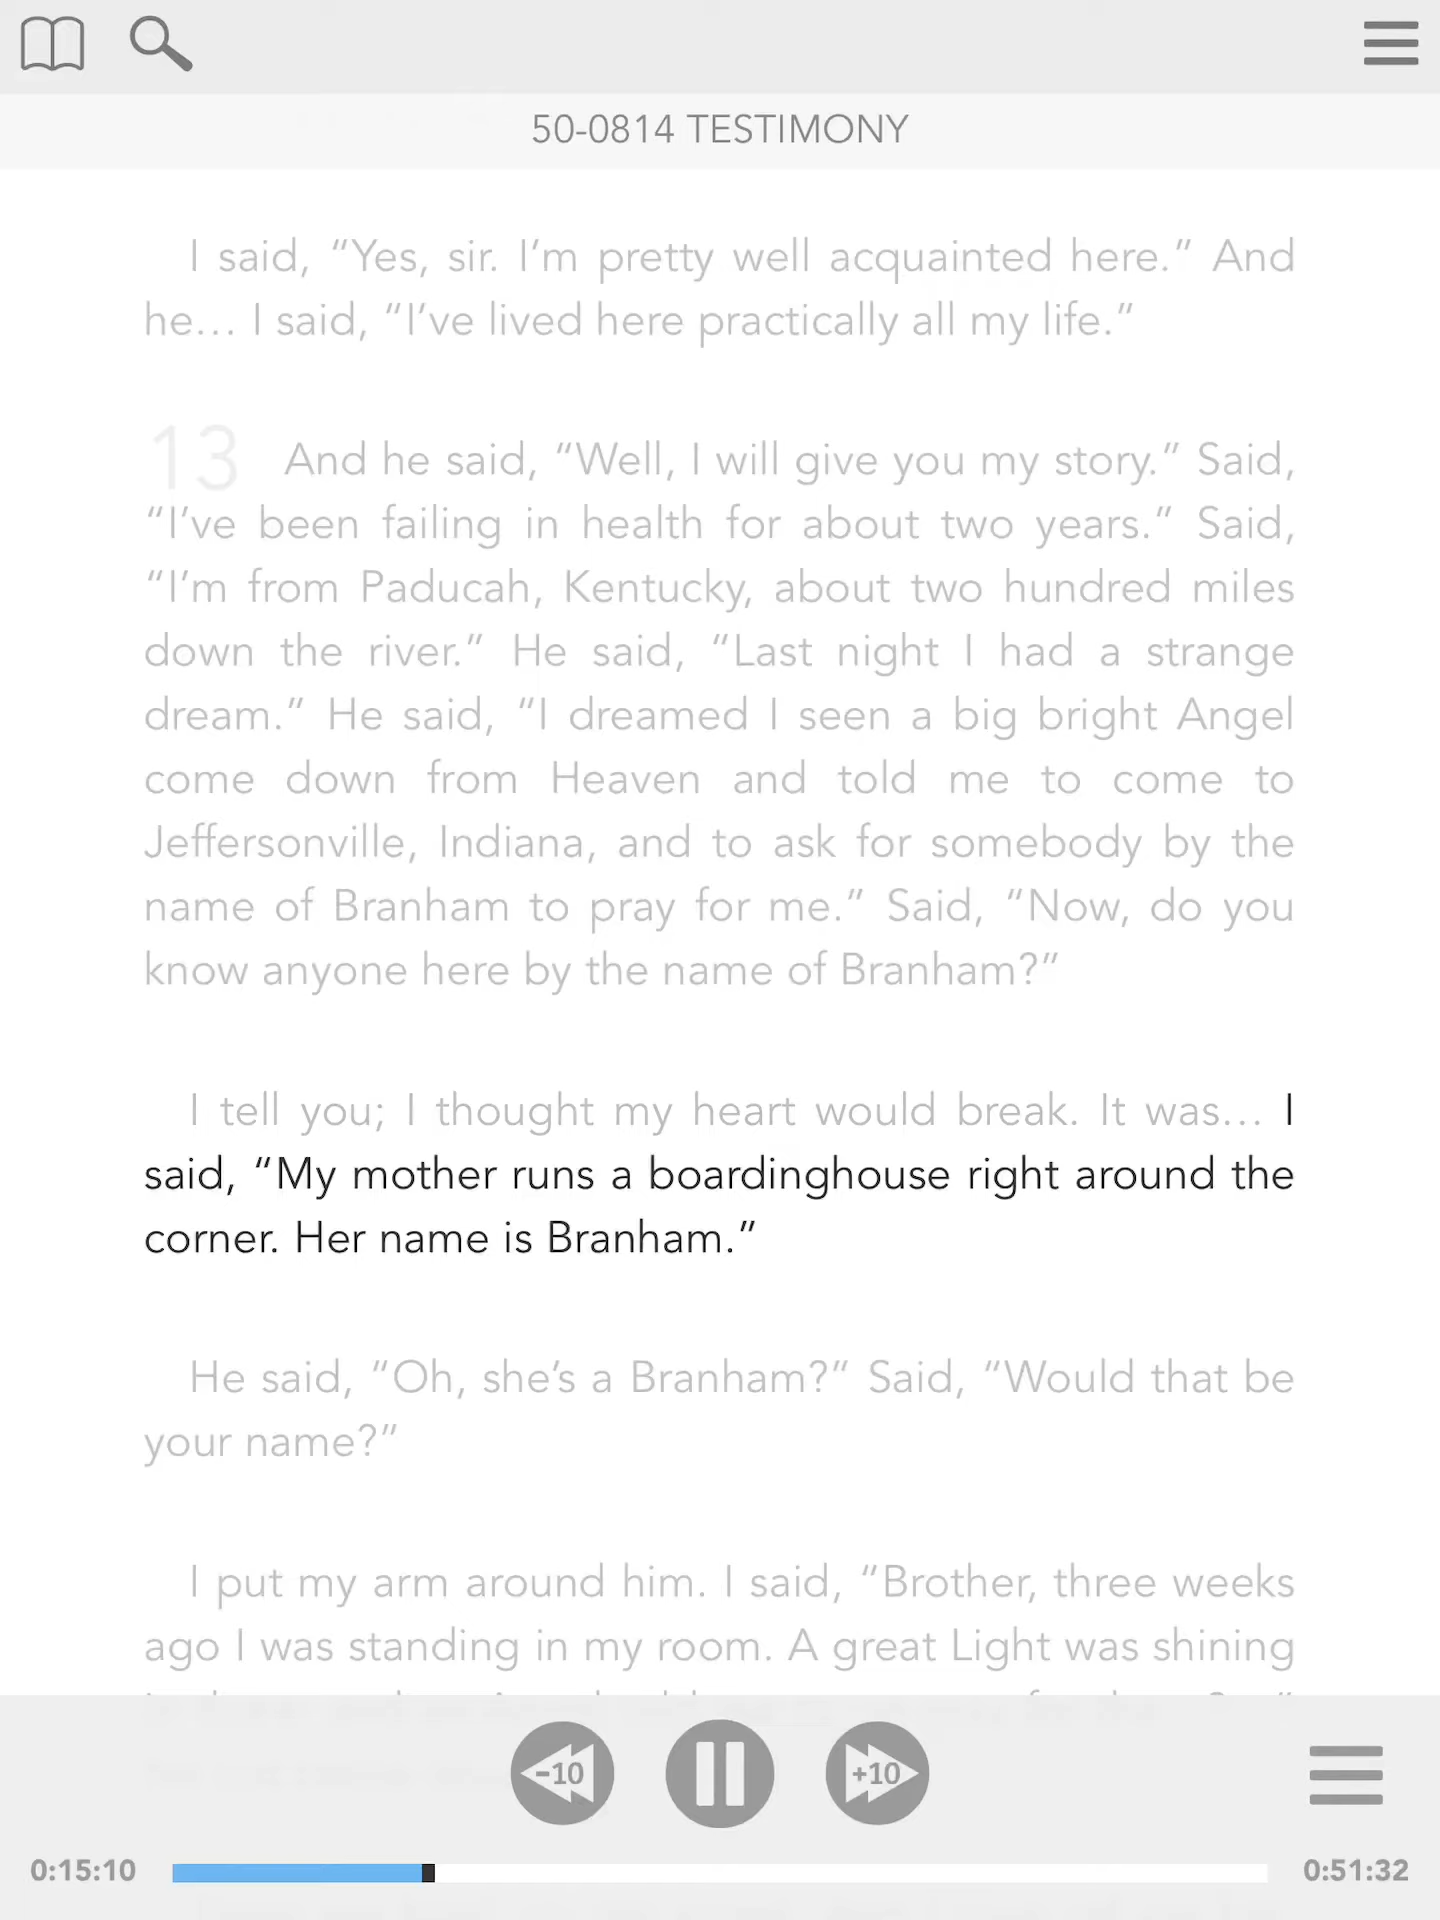 50-0814 TESTIMONY
I said, “Yes, sir. I’m pretty well acquainted here.” And
he… I said, “I’ve lived here practically all my life.”
13 And he said, “Well, I will give you my story.” Said,
“I’ve been failing in health for about two years.” Said,
“I’m from Paducah, Kentucky, about two hundred miles
down the river.” He said, “Last night I had a strange
dream.” He said, “I dreamed I seen a big bright Angel
come down from Heaven and told me to come to
Jeffersonville, Indiana, and to ask for somebody by the
name of Branham to pray for me.” Said, “Now, do you
know anyone here by the name of Branham?”
I tell you; I thought my heart would break. It was… I
said, “My mother runs a boardinghouse right around the
corner. Her name is Branham.”
He said, “Oh, she’s a Branham?” Said, “Would that be
your name?”
I put my arm around him. I said, “Brother, three weeks
ago I was standing in my room. A great Light was shining
-10 +10
0:15:10 0:51:32